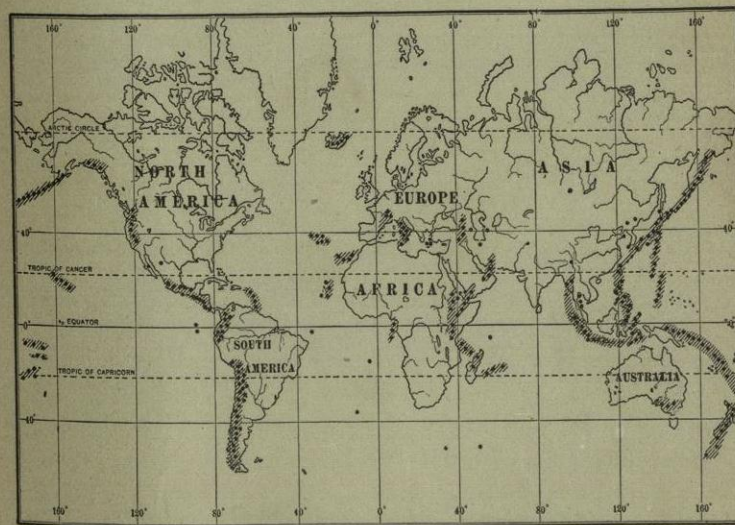 160° 120° 80° 40° 0° 40° 80° 120° 160°
ARCTIC CIRCLE
NORTH
AMERICA
EUROPE
ASIA
40° 40°
TROPIC OF CANCER
AFRICA
EQUATOR
0° 0°
SOUTH
AMERICA
TROPIC OF CAPRICORN
AUSTRALIA
40° 40°
160° 120° 80° 40° 0° 40° 80° 120° 160°